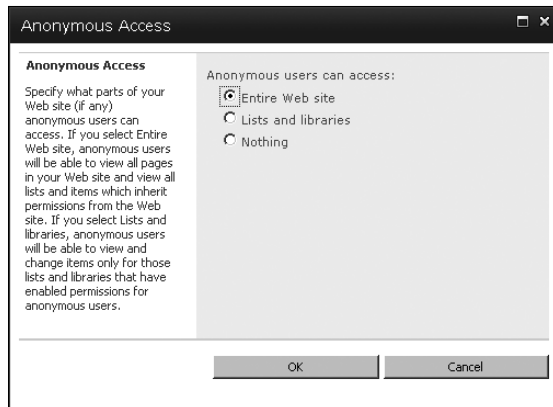 Anonymous Access
Anonymous Access
Specify what parts of your
Web site (if any)
anonymous users can
access. If you select Entire
Web site, anonymous users
will be able to view all pages
in your Web site and view all
lists and items which inherit
permissions from the Web
site. If you select Lists and
libraries, anonymous users
will be able to view and
change items only for those
lists and libraries that have
enabled permissions for
anonymous users.
Anonymous users can access:
Entire Web site
Lists and libraries
Nothing
OK
Cancel